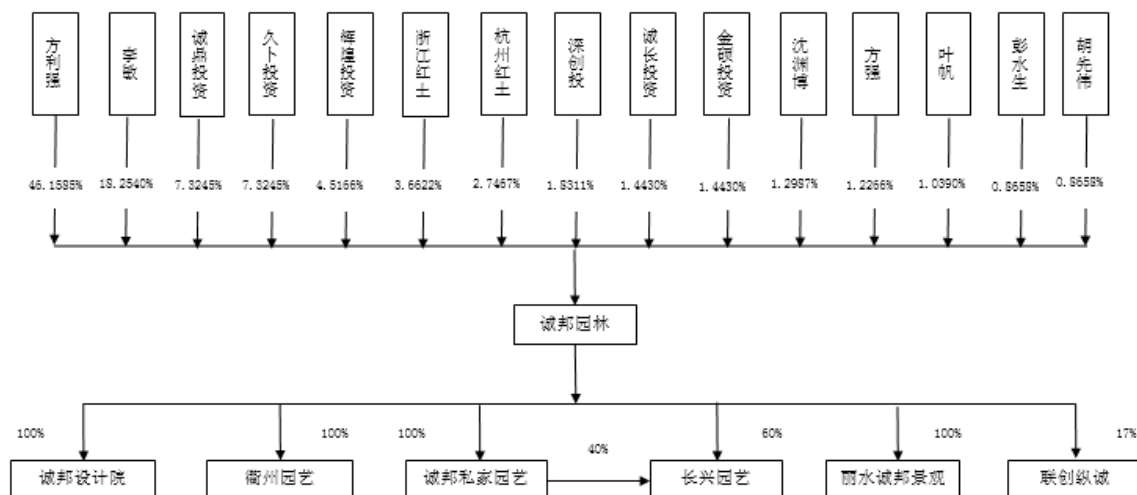 方利强
李敏
诚鼎投资
久卜投资
辉煌投资
浙江红土
杭州红土
深创投
诚长投资
金硕投资
沈渊博
方强
叶帆
彭水生
胡先伟
46.1585%
18.2540%
7.3245%
7.3245%
4.5166%
3.6622%
2.7467%
1.8311%
1.4430%
1.4430%
1.2987%
1.2266%
1.0390%
0.8658%
0.8658%
诚邦园林
100%
100%
100%
40%
60%
100%
17%
诚邦设计院
衢州园艺
诚邦私家园艺
长兴园艺
丽水诚邦景观
联创纵诚